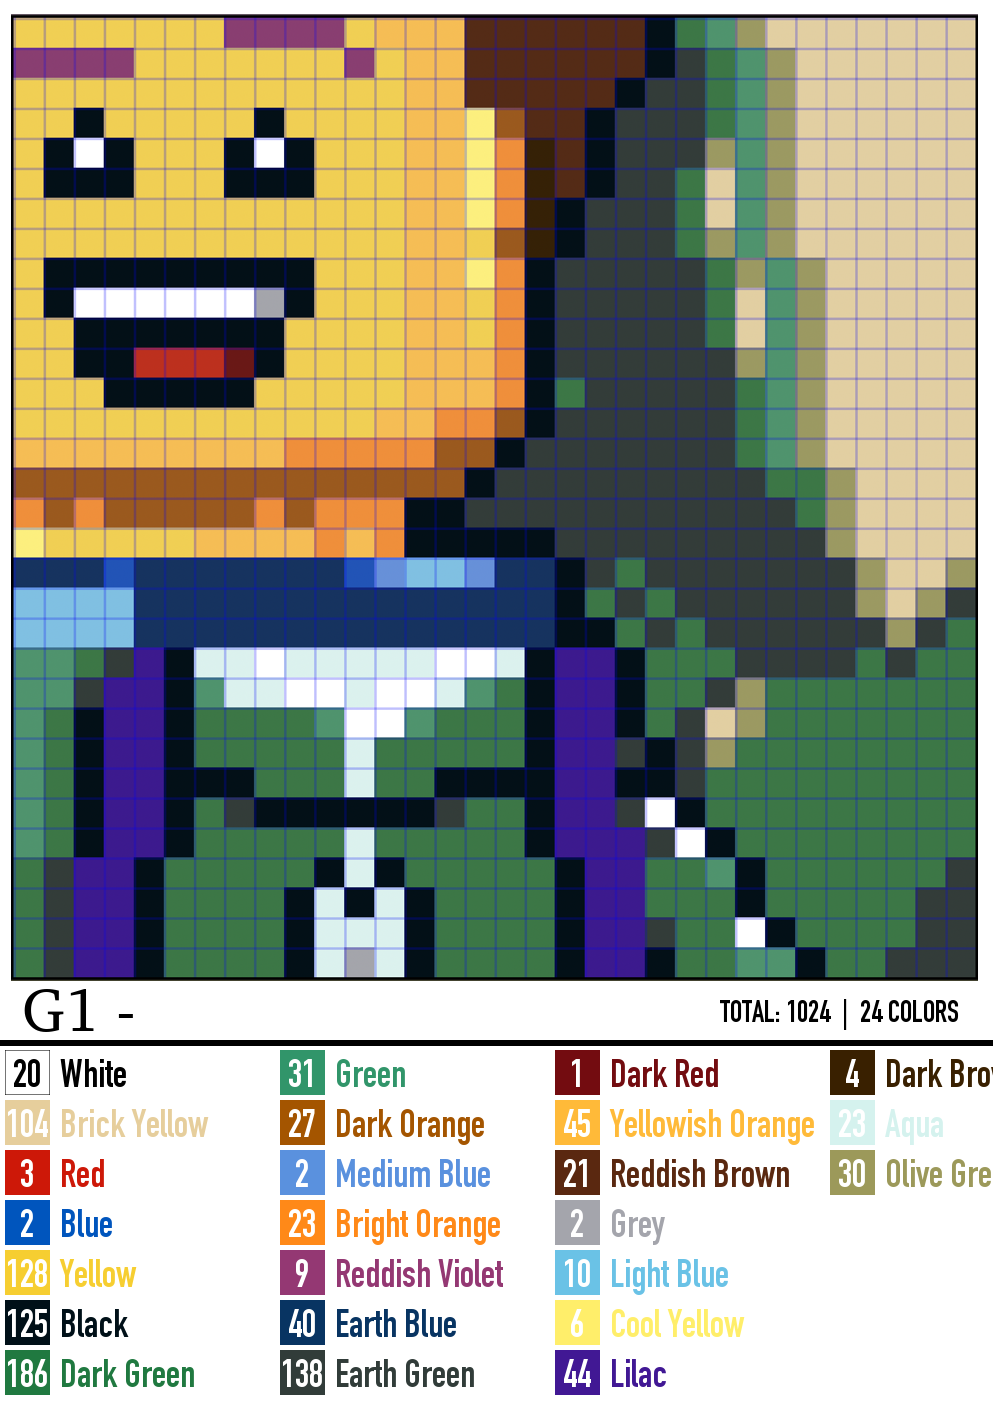 G1 -
TOTAL: 1024 | 24 COLORS
20 White
31 Green
1 Dark Red
4 Dark Bro
104 Brick Yellow
27 Dark Orange
45 Yellowish Orange
23 Aqua
3 Red
2 Medium Blue
21 Reddish Brown
30 Olive Gre
2 Blue
23 Bright Orange
2 Grey
128 Yellow
9 Reddish Violet
10 Light Blue
125 Black
40 Earth Blue
6 Cool Yellow
186 Dark Green
138 Earth Green
44 Lilac